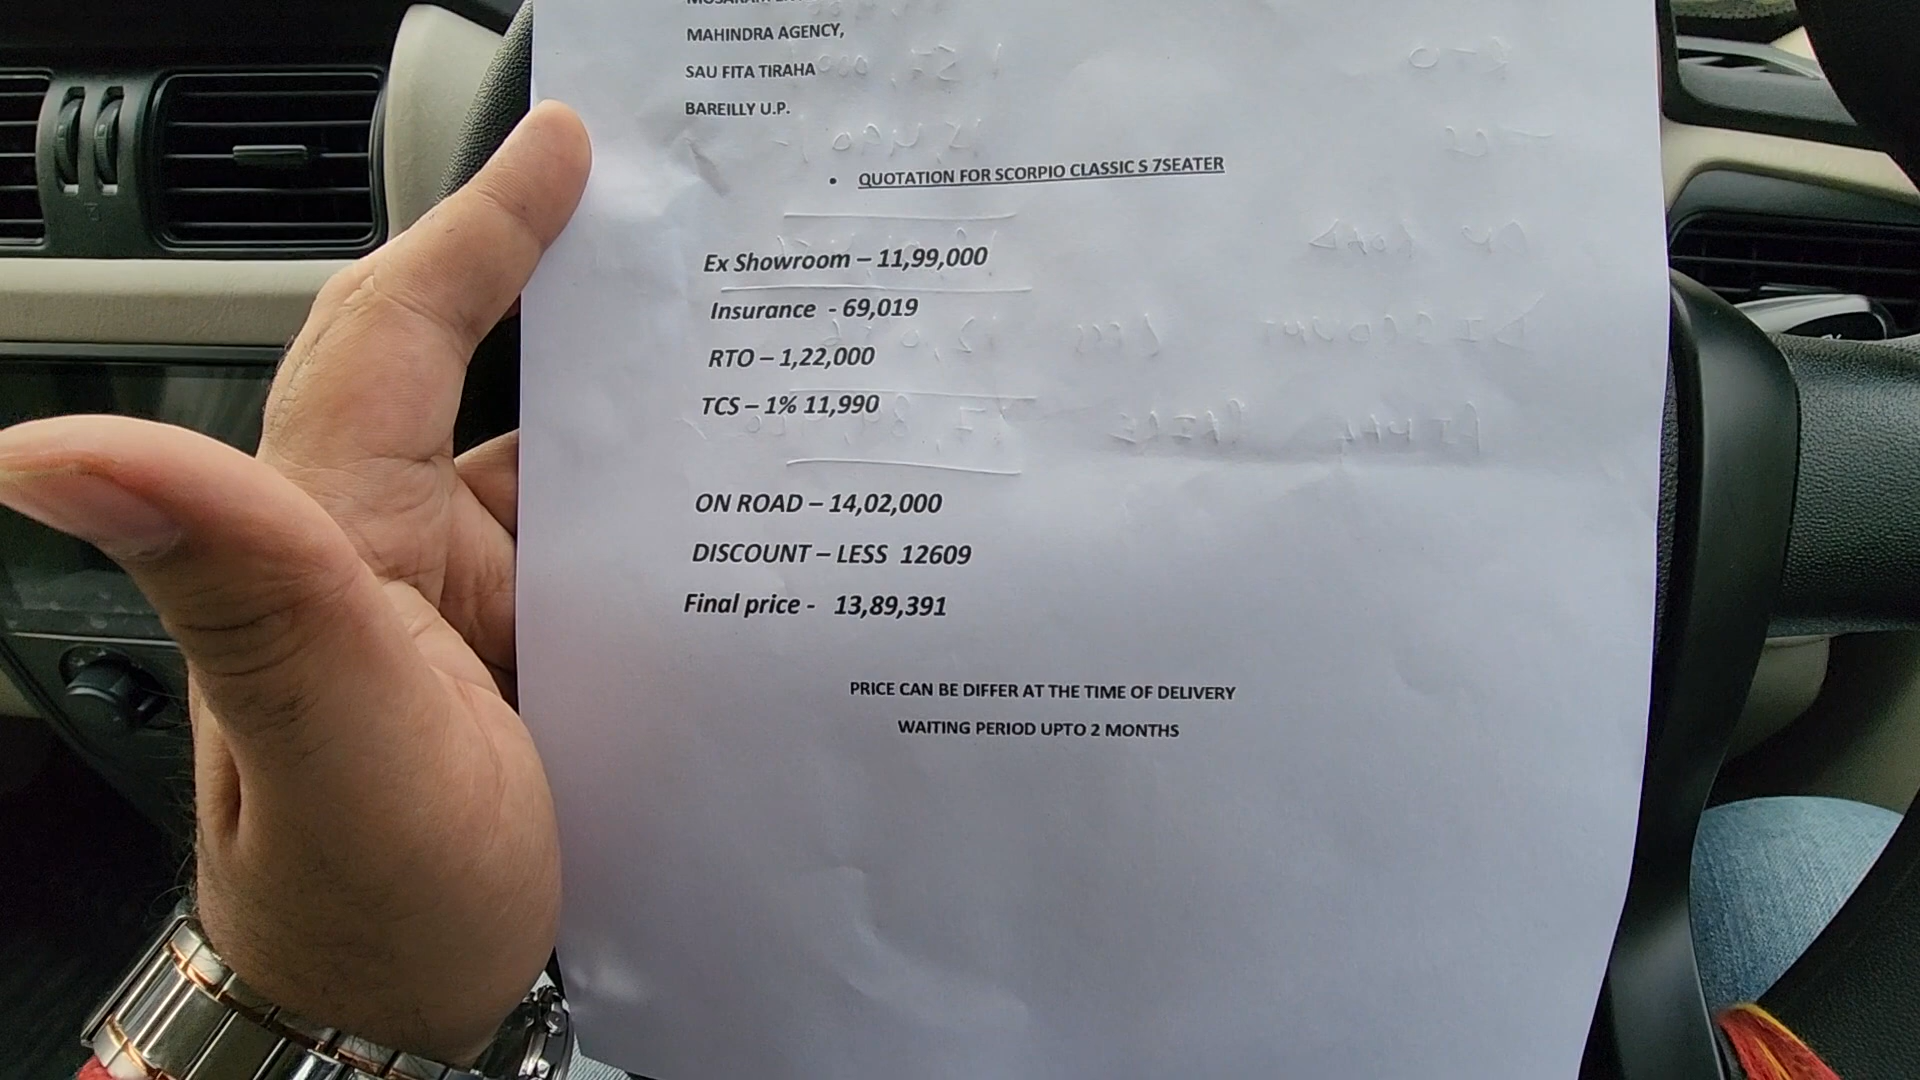 MAHINDRA AGENCY,
SAU FITA TIRAHA
BAREILLY U.P.
• QUOTATION FOR SCORPIO CLASSIC S 7SEATER
Ex Showroom – 11,99,000
Insurance - 69,019
RTO – 1,22,000
TCS – 1% 11,990
ON ROAD – 14,02,000
DISCOUNT – LESS 12609
Final price - 13,89,391
PRICE CAN BE DIFFER AT THE TIME OF DELIVERY
WAITING PERIOD UPTO 2 MONTHS